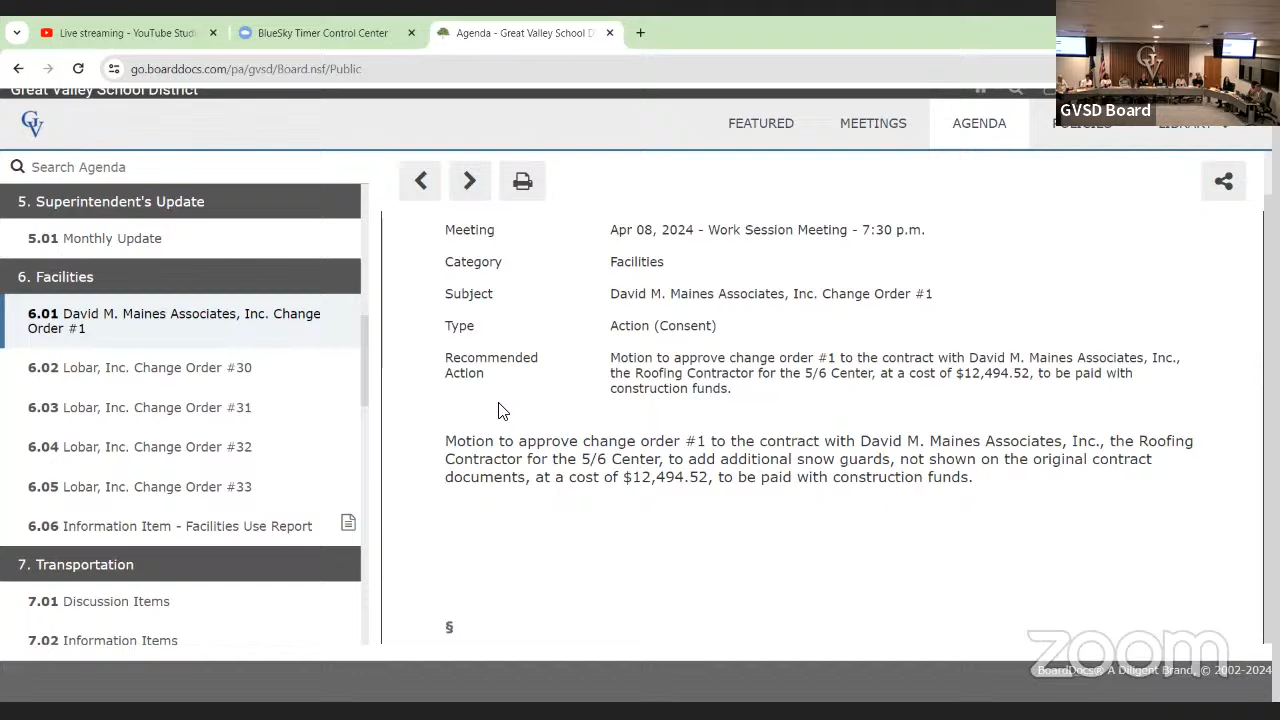 Live streaming - YouTube Stud
BlueSky Timer Control Center
Agenda - Great Valley School D
go.boarddocs.com/pa/gvsd/Board.nsf/Public
Great Valley School District
GV
FEATURED
MEETINGS
AGENDA
POLICIES
LIBRARY
GV
GVSD Board
Search Agenda
5. Superintendent's Update
5.01 Monthly Update
6. Facilities
6.01 David M. Maines Associates, Inc. Change
Order #1
6.02 Lobar, Inc. Change Order #30
6.03 Lobar, Inc. Change Order #31
6.04 Lobar, Inc. Change Order #32
6.05 Lobar, Inc. Change Order #33
6.06 Information Item - Facilities Use Report
7. Transportation
7.01 Discussion Items
7.02 Information Items
Meeting Apr 08, 2024 - Work Session Meeting - 7:30 p.m.
Category Facilities
Subject David M. Maines Associates, Inc. Change Order #1
Type Action (Consent)
Recommended Motion to approve change order #1 to the contract with David M. Maines Associates, Inc.,
Action the Roofing Contractor for the 5/6 Center, at a cost of $12,494.52, to be paid with
construction funds.
Motion to approve change order #1 to the contract with David M. Maines Associates, Inc., the Roofing
Contractor for the 5/6 Center, to add additional snow guards, not shown on the original contract
documents, at a cost of $12,494.52, to be paid with construction funds.
§
zoom
BoardDocs® A Diligent Brand, © 2002-2024